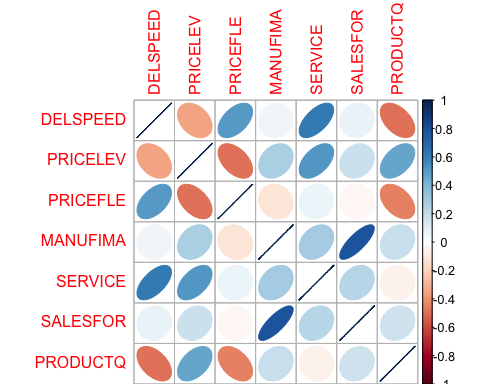 DELSPEED
PRICELEV
PRICEFLE
MANUFIMA
SERVICE
SALESFOR
PRODUCTQ
DELSPEED
PRICELEV
PRICEFLE
MANUFIMA
SERVICE
SALESFOR
PRODUCTQ
1
0.8
0.6
0.4
0.2
0
-0.2
-0.4
-0.6
-0.8
-1